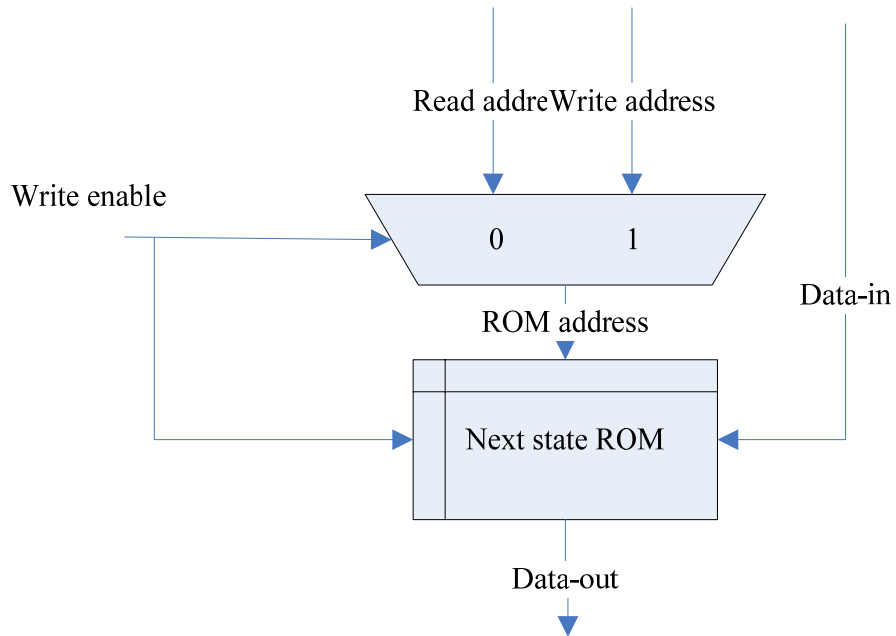 Read addreWrite address
Write enable
0 1
Data-in
ROM address
Next state ROM
Data-out